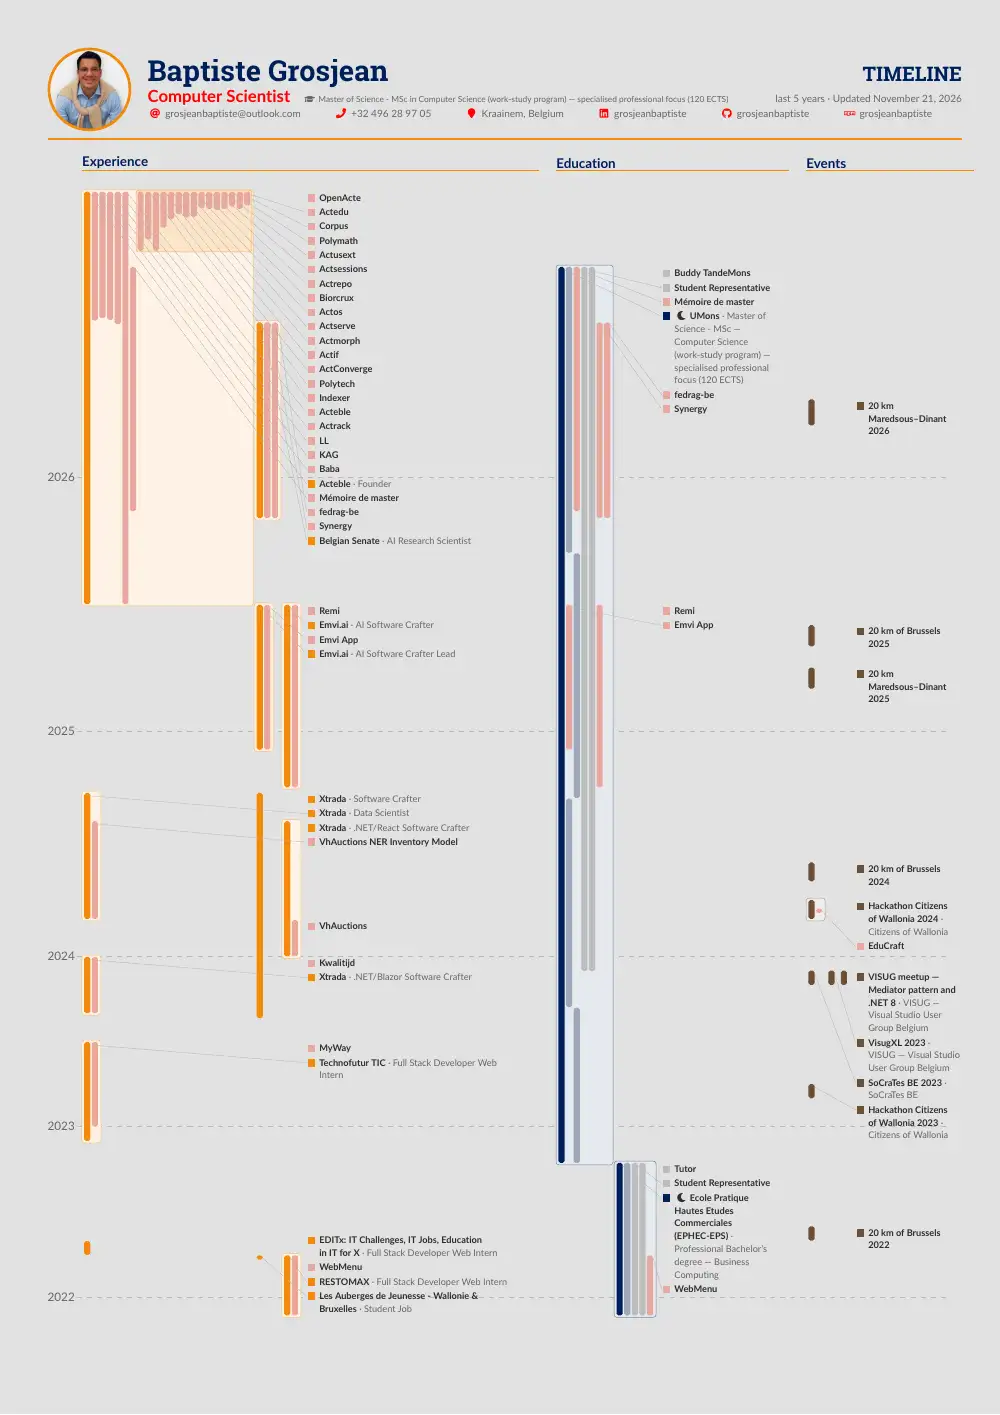 Baptiste Grosjean
TIMELINE
Computer Scientist
Master of Science - MSc in Computer Science (work-study program) — specialised professional focus (120 ECTS)
last 5 years · Updated November 21, 2026
grosjeanbaptiste@outlook.com
+32 496 28 97 05
Kraainem, Belgium
grosjeanbaptiste
grosjeanbaptiste
grosjeanbaptiste
Experience
OpenActe
Actedu
Corpus
Polymath
Actusext
Actsessions
Actrepo
Biorcrux
Actos
Actserve
Actmorph
Actif
ActConverge
Polytech
Indexer
Acteble
Actrack
LL
KAG
Baba
2026
Acteble · Founder
Mémoire de master
fedrag-be
Synergy
Belgian Senate · AI Research Scientist
Remi
Emvi.ai · AI Software Crafter
Emvi App
Emvi.ai · AI Software Crafter Lead
2025
Xtrada · Software Crafter
Xtrada · Data Scientist
Xtrada · .NET/React Software Crafter
VhAuctions NER Inventory Model
VhAuctions
2024
Kwalitijd
Xtrada · .NET/Blazor Software Crafter
MyWay
Technofutur TIC · Full Stack Developer Web
Intern
2023
EDITx: IT Challenges, IT Jobs, Education
in IT for X · Full Stack Developer Web Intern
WebMenu
RESTOMAX · Full Stack Developer Web Intern
2022
Les Auberges de Jeunesse - Wallonie &
Bruxelles · Student Job
Education
Buddy TandeMons
Student Representative
Mémoire de master
UMons · Master of
Science - MSc —
Computer Science
(work-study program) —
specialised professional
focus (120 ECTS)
fedrag-be
Synergy
Remi
Emvi App
Tutor
Student Representative
Ecole Pratique
Hautes Etudes
Commerciales
(EPHEC-EPS) ·
Professional Bachelor's
degree — Business
Computing
WebMenu
Events
20 km
Maredsous–Dinant
2026
20 km of Brussels
2025
20 km
Maredsous–Dinant
2025
20 km of Brussels
2024
Hackathon Citizens
of Wallonia 2024 ·
Citizens of Wallonia
EduCraft
VISUG meetup —
Mediator pattern and
.NET 8 · VISUG —
Visual Studio User
Group Belgium
VisugXL 2023 ·
VISUG — Visual Studio
User Group Belgium
SoCraTes BE 2023 ·
SoCraTes BE
Hackathon Citizens
of Wallonia 2023 ·
Citizens of Wallonia
20 km of Brussels
2022